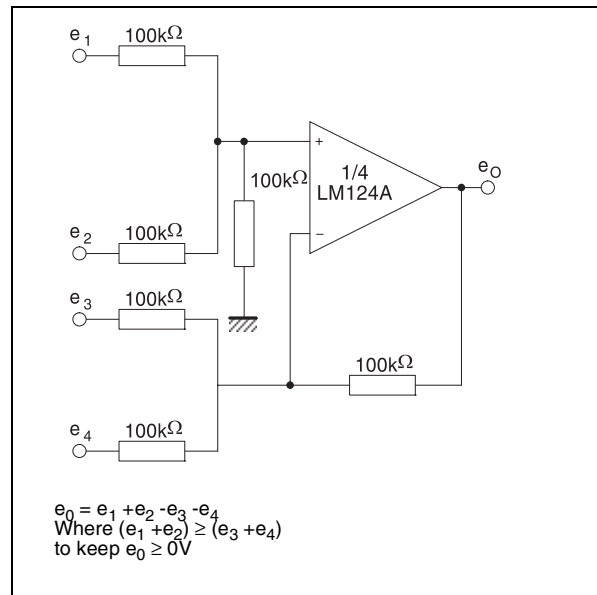 e1
100kΩ
+
1/4
LM124A
100kΩ
eO
e2
100kΩ
−
e3
100kΩ
100kΩ
e4
100kΩ
e0 = e1 +e2 -e3 -e4
Where (e1 +e2) ≥ (e3 +e4)
to keep e0 ≥ 0V